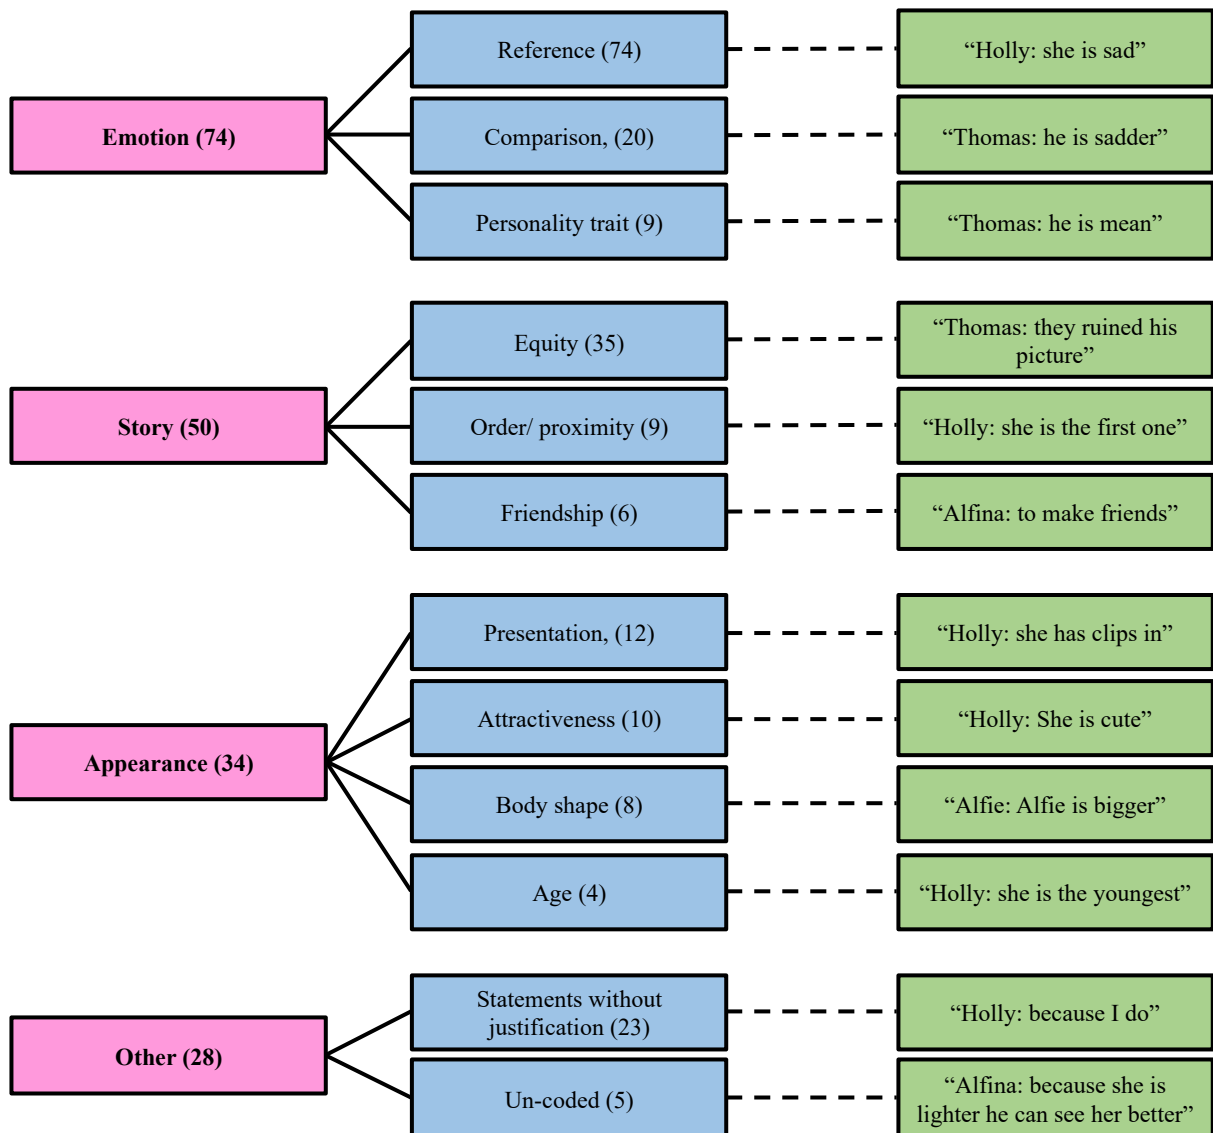 Emotion (74)
Reference (74)
“Holly: she is sad”
Comparison, (20)
“Thomas: he is sadder”
Personality trait (9)
“Thomas: he is mean”
Story (50)
Equity (35)
“Thomas: they ruined his
picture”
Order/ proximity (9)
“Holly: she is the first one”
Friendship (6)
“Alfina: to make friends”
Appearance (34)
Presentation, (12)
“Holly: she has clips in”
Attractiveness (10)
“Holly: She is cute”
Body shape (8)
“Alfie: Alfie is bigger”
Age (4)
“Holly: she is the youngest”
Other (28)
Statements without
justification (23)
“Holly: because I do”
Un-coded (5)
“Alfina: because she is
lighter he can see her better”